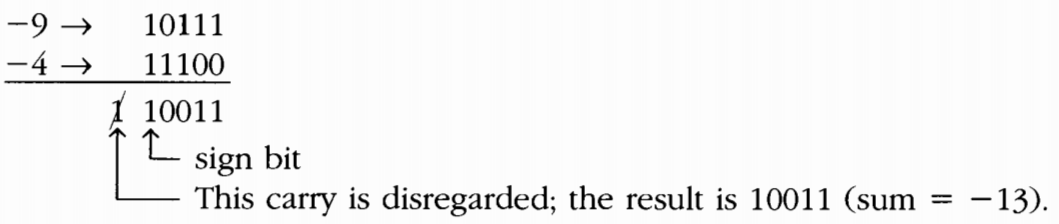 −9 → 10111
−4 → 11100
1 10011
sign bit
This carry is disregarded; the result is 10011 (sum = −13).